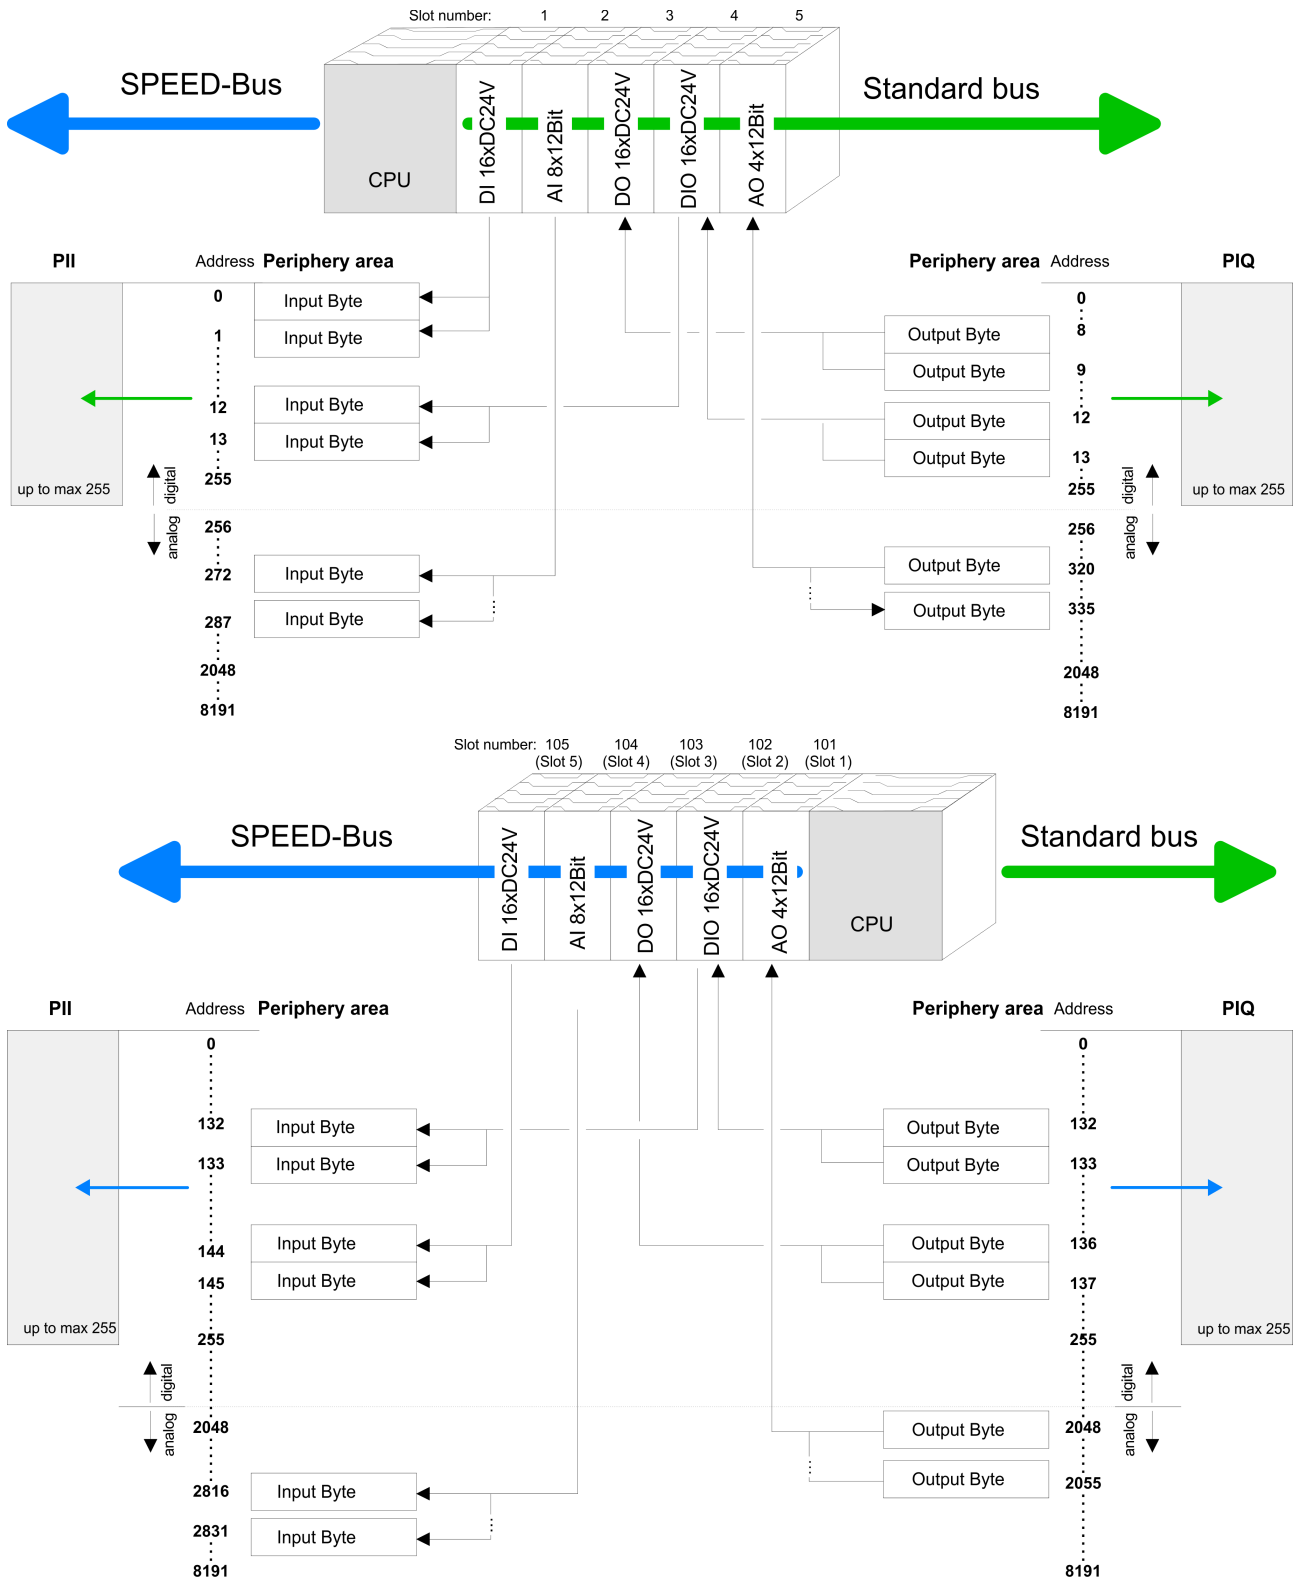 Slot number: 1 2 3 4 5
SPEED-Bus
Standard bus
CPU
DI 16xDC24V
AI 8x12Bit
DO 16xDC24V
DIO 16xDC24V
AO 4x12Bit
PII Address Periphery area Periphery area Address PIQ
0 Input Byte 0
1 Input Byte Output Byte 8
Output Byte 9
12 Input Byte Output Byte 12
13 Input Byte Output Byte 13
255 255
up to max 255 digital digital up to max 255
analog analog
256 256
272 Input Byte Output Byte 320
287 Input Byte Output Byte 335
2048 2048
8191 8191
Slot number: 105 104 103 102 101
(Slot 5) (Slot 4) (Slot 3) (Slot 2) (Slot 1)
SPEED-Bus
Standard bus
DI 16xDC24V
AI 8x12Bit
DO 16xDC24V
DIO 16xDC24V
AO 4x12Bit
CPU
PII Address Periphery area Periphery area Address PIQ
0 0
132 Input Byte Output Byte 132
133 Input Byte Output Byte 133
144 Input Byte Output Byte 136
145 Input Byte Output Byte 137
up to max 255 255 255 up to max 255
digital digital
analog analog
2048 Output Byte 2048
2816 Input Byte Output Byte 2055
2831 Input Byte
8191 8191